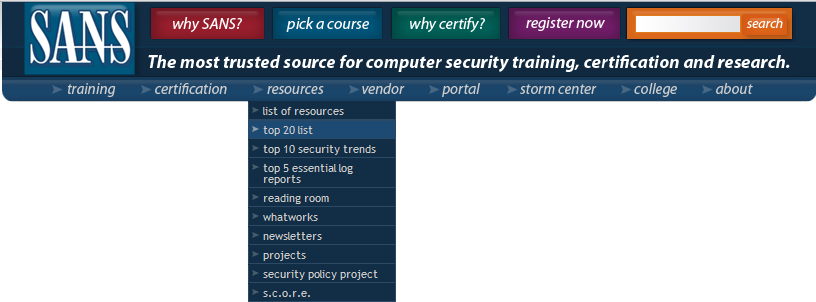 SANS
why SANS?
pick a course
why certify?
register now
search
The most trusted source for computer security training, certification and research.
training
certification
resources
vendor
portal
storm center
college
about
list of resources
top 20 list
top 10 security trends
top 5 essential log
reports
reading room
whatworks
newsletters
projects
security policy project
s.c.o.r.e.